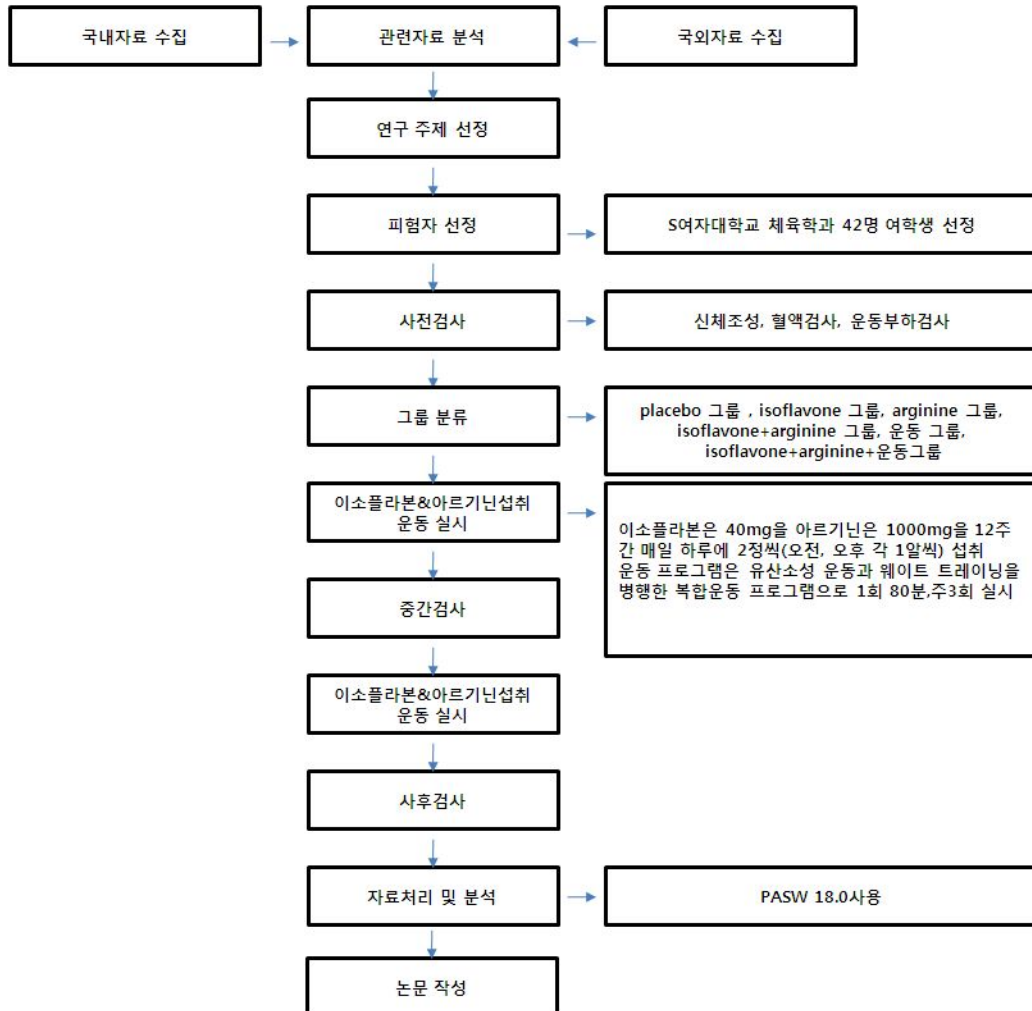 국내자료 수집
관련자료 분석
국외자료 수집
연구 주제 선정
피험자 선정
S여자대학교 체육학과 42명 여학생 선정
사전검사
신체조성, 혈액검사, 운동부하검사
그룹 분류
placebo 그룹 , isoflavone 그룹, arginine 그룹,
isoflavone+arginine 그룹, 운동 그룹,
isoflavone+arginine+운동그룹
이소플라본&아르기닌섭취
운동 실시
이소플라본은 40mg을 아르기닌은 1000mg을 12주
간 매일 하루에 2정씩(오전, 오후 각 1알씩) 섭취
운동 프로그램은 유산소성 운동과 웨이트 트레이닝을
병행한 복합운동 프로그램으로 1회 80분,주3회 실시
중간검사
이소플라본&아르기닌섭취
운동 실시
사후검사
자료처리 및 분석
PASW 18.0사용
논문 작성